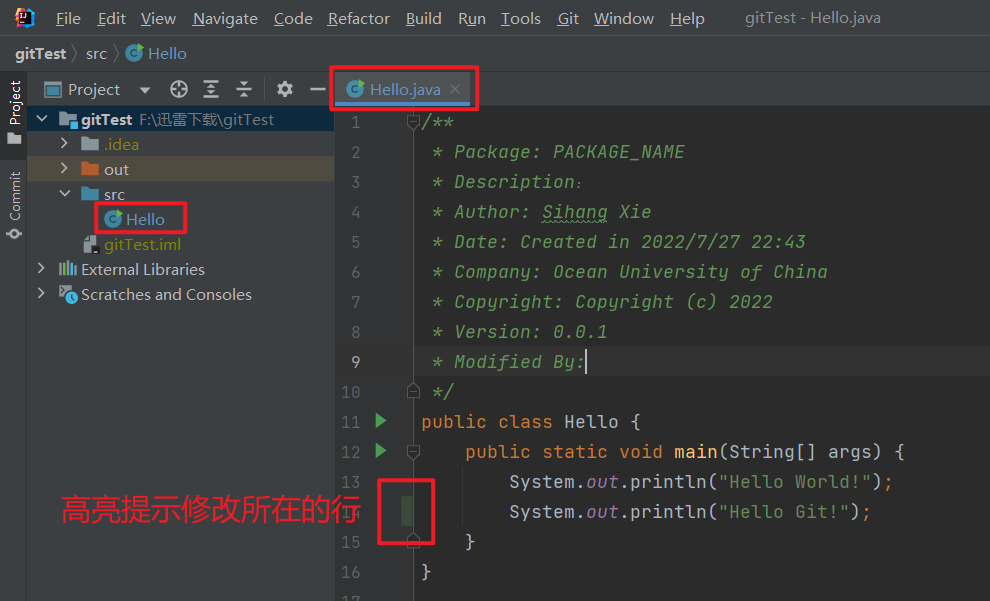 File Edit View Navigate Code Refactor Build Run Tools Git Window Help gitTest - Hello.java
gitTest src Hello
Project
Commit
Project
gitTest F:\迅雷下载\gitTest
.idea
out
src
Hello
gitTest.iml
External Libraries
Scratches and Consoles
Hello.java
1 /**
2 * Package: PACKAGE_NAME
3 * Description:
4 * Author: Sihang Xie
5 * Date: Created in 2022/7/27 22:43
6 * Company: Ocean University of China
7 * Copyright: Copyright (c) 2022
8 * Version: 0.0.1
9 * Modified By:
10 */
11 public class Hello {
12 public static void main(String[] args) {
13 System.out.println("Hello World!");
14 System.out.println("Hello Git!");
15 }
16 }
17
高亮提示修改所在的行